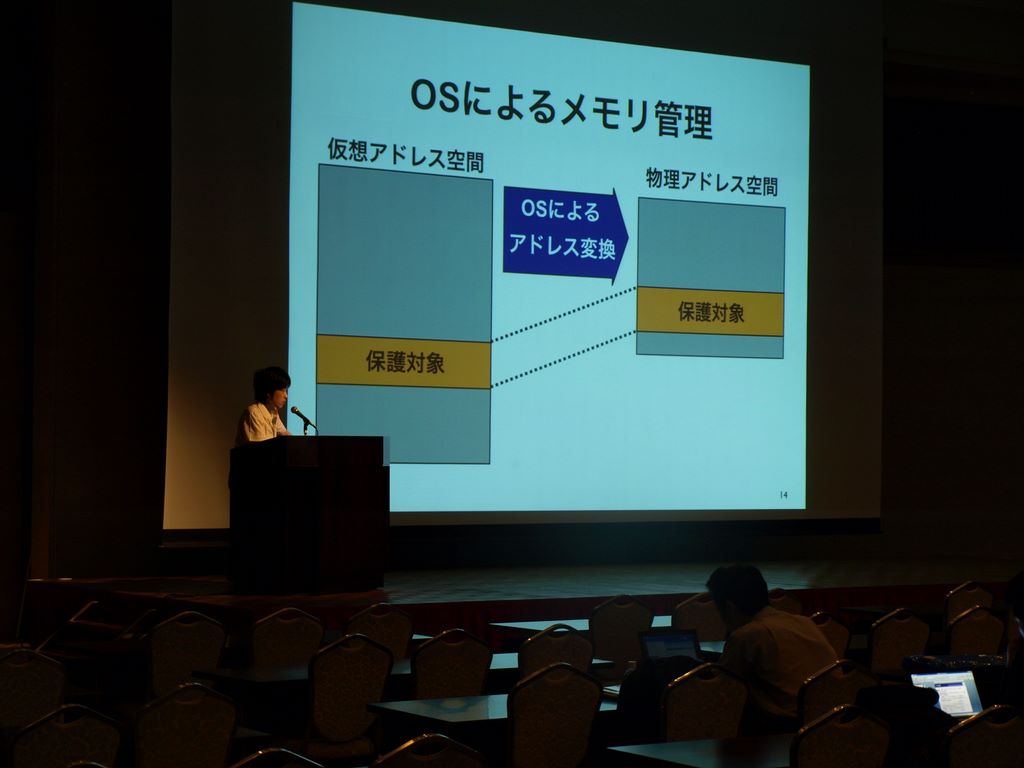 OSによるメモリ管理
仮想アドレス空間
物理アドレス空間
OSによる
アドレス変換
保護対象
保護対象
14